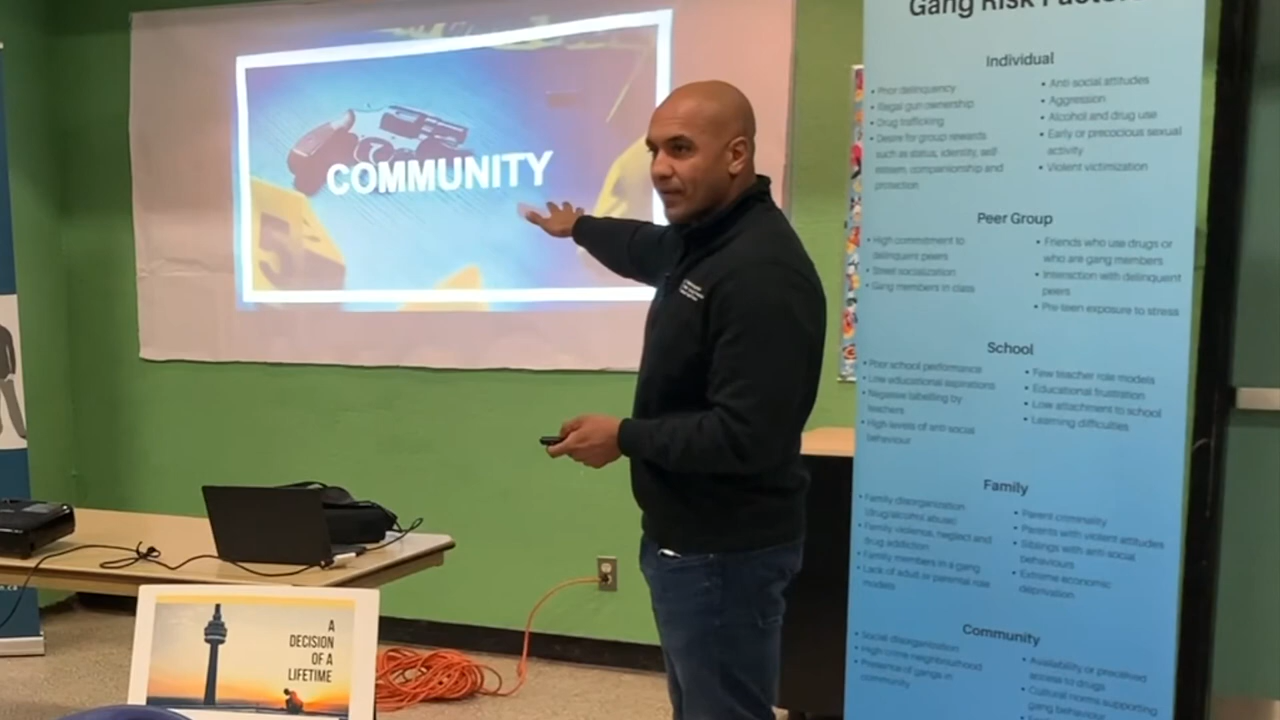 COMMUNITY
Gang Risk Factors
Individual
• Prior delinquency
• Illegal gun ownership
• Drug trafficking
• Desire for group rewards
such as status, identity, self
esteem, companionship and
protection
• Anti-social attitudes
• Aggression
• Alcohol and drug use
• Early or precocious sexual
activity
• Violent victimization
Peer Group
• High commitment to
delinquent peers
• Street socialization
• Gang members in class
• Friends who use drugs or
who are gang members
• Interaction with delinquent
peers
• Pre-teen exposure to stress
School
• Poor school performance
• Low educational aspirations
• Negative labelling by
teachers
• High levels of anti-social
behaviour
• Few teacher role models
• Educational frustration
• Low attachment to school
• Learning difficulties
Family
• Family disorganization
(drug/alcohol abuse)
• Family violence, neglect and
drug addiction
• Family members in a gang
• Lack of adult or parental role
models
• Parent criminality
• Parents with violent attitudes
• Siblings with anti-social
behaviours
• Extreme economic
deprivation
Community
• Social disorganization
• High crime neighbourhood
• Presence of gangs in
community
• Availability or perceived
access to drugs
• Cultural norms supporting
gang behaviour
A
DECISION
OF A
LIFETIME